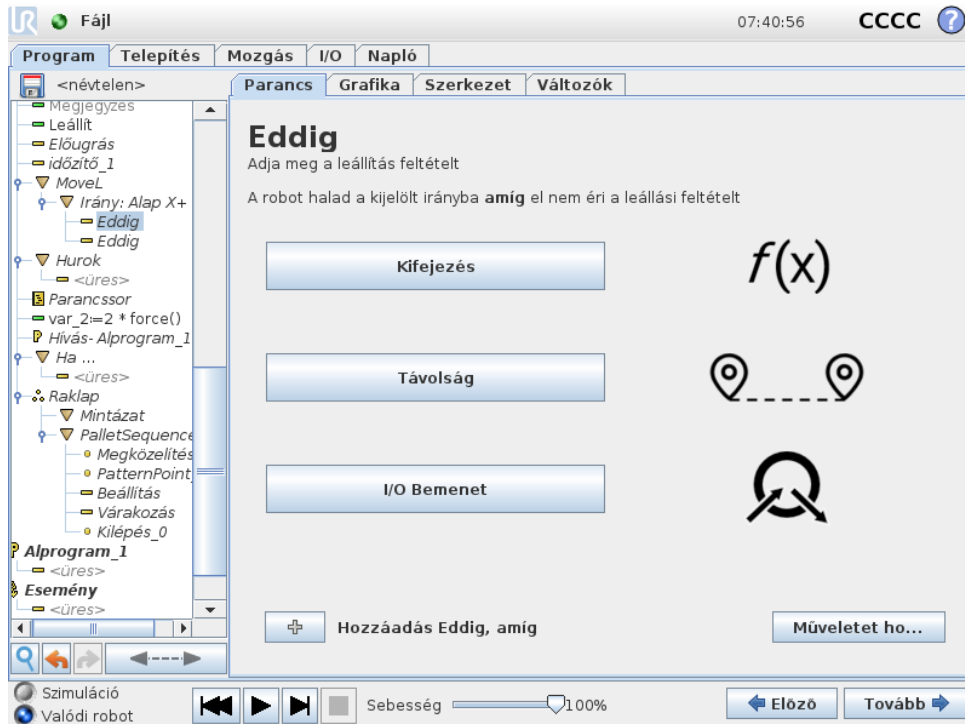 Fájl
07:40:56
CCCC
?
Program
Telepítés
Mozgás
I/O
Napló
<névtelen>
Parancs
Grafika
Szerkezet
Változók
Megjegyzés
Leállít
Előugrás
időzítő_1
MoveL
Irány: Alap X+
Eddig
Eddig
Hurok
<üres>
Parancssor
var_2:=2 * force()
Hívás- Alprogram_1
Ha ...
<üres>
Raklap
Mintázat
PalletSequence
Megközelítés
PatternPoint_
Beállítás
Várakozás
Kilépés_0
Alprogram_1
<üres>
Esemény
<üres>
Eddig
Adja meg a leállítás feltételt
A robot halad a kijelölt irányba amíg el nem éri a leállási feltételt
Kifejezés
f(x)
Távolság
I/O Bemenet
Hozzáadás Eddig, amíg
Műveletet ho...
Szimuláció
Valódi robot
Sebesség
100%
Előző
Tovább